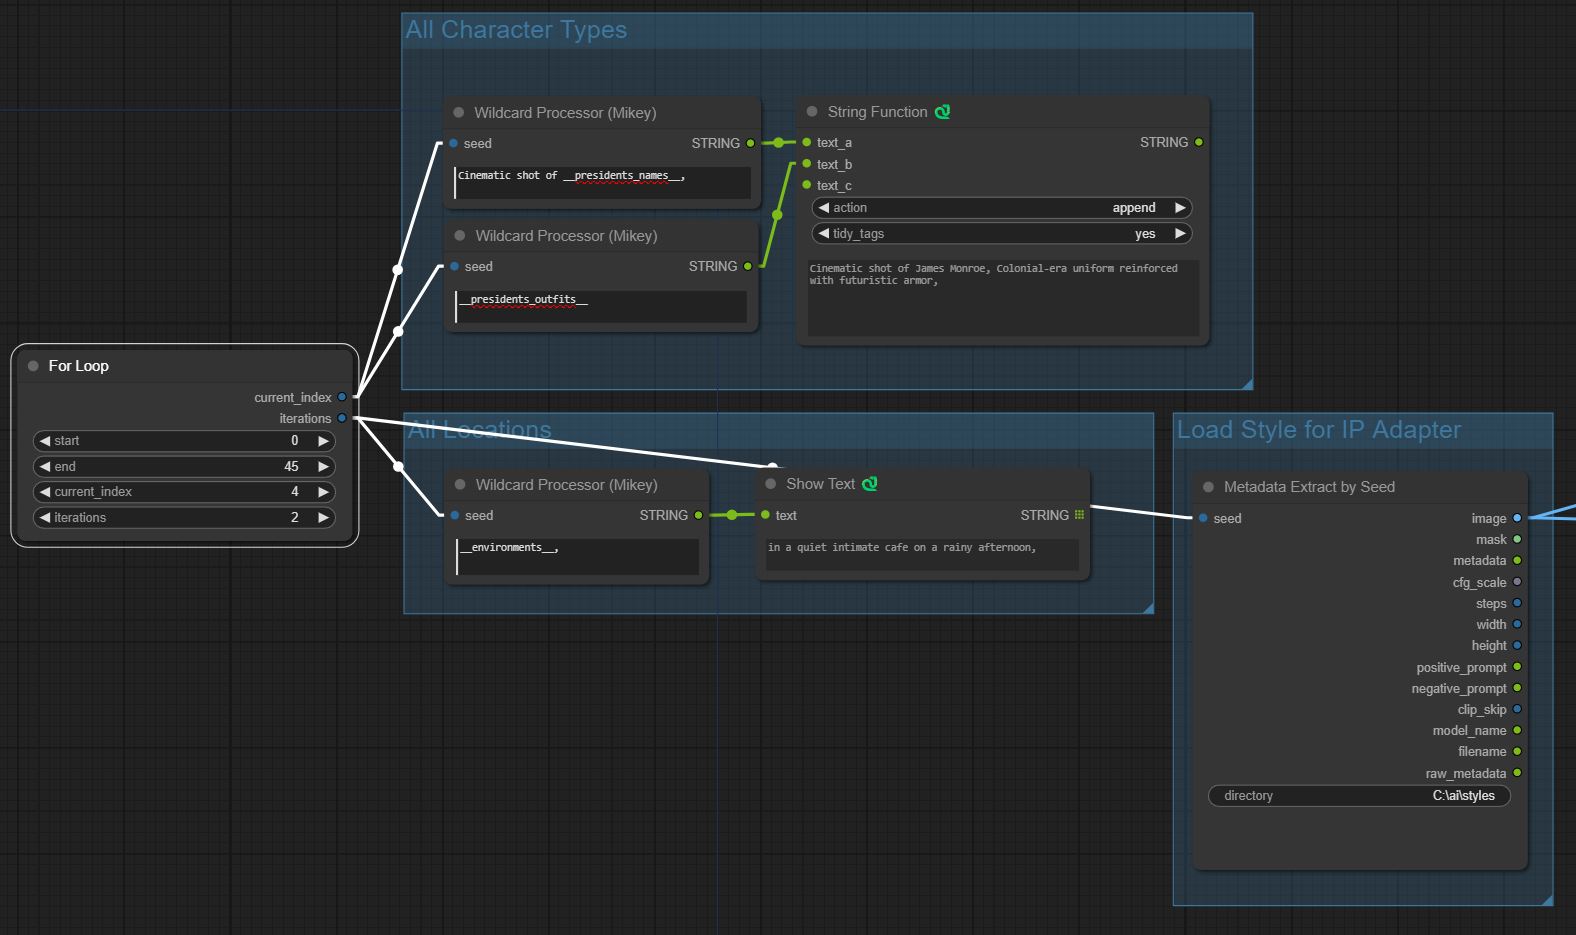 All Character Types
Wildcard Processor (Mikey)
seed STRING
Cinematic shot of __presidents_names__,
Wildcard Processor (Mikey)
seed STRING
__presidents_outfits__
String Function
text_a STRING
text_b
text_c
action append
tidy_tags yes
Cinematic shot of James Monroe, Colonial-era uniform reinforced
with futuristic armor,
For Loop
current_index
iterations
start 0
end 45
current_index 4
iterations 2
All Locations
Wildcard Processor (Mikey)
seed STRING
__environments__,
Show Text
text STRING
in a quiet intimate cafe on a rainy afternoon,
Load Style for IP Adapter
Metadata Extract by Seed
seed image
mask
metadata
cfg_scale
steps
width
height
positive_prompt
negative_prompt
clip_skip
model_name
filename
raw_metadata
directory C:\ai\styles